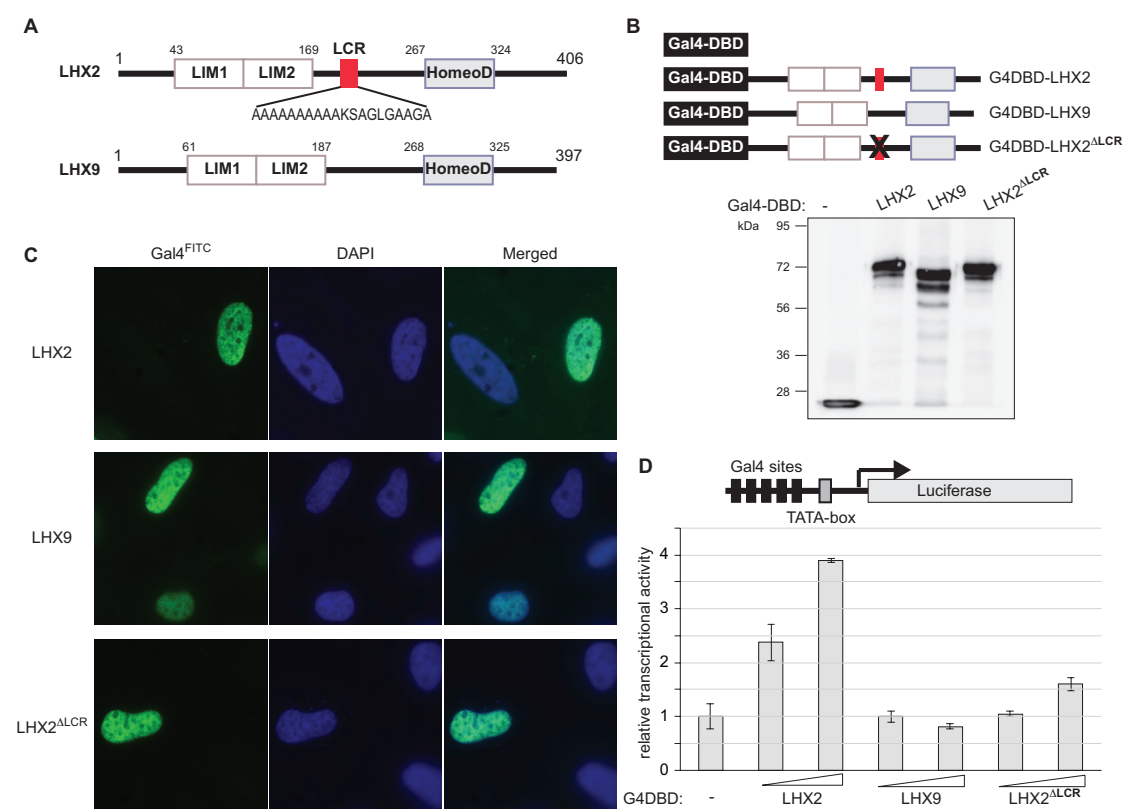 A
1
43
169
LCR
267
324
406
LHX2
LIM1
LIM2
HomeoD
AAAAAAAAAAKSAGLGAAGA
1
61
187
268
325
397
LHX9
LIM1
LIM2
HomeoD
B
Gal4-DBD
Gal4-DBD
G4DBD-LHX2
Gal4-DBD
G4DBD-LHX9
Gal4-DBD
X
G4DBD-LHX2ΔLCR
Gal4-DBD:
-
LHX2
LHX9
LHX2ΔLCR
kDa
95
72
56
36
28
C
Gal4FITC
DAPI
Merged
LHX2
LHX9
LHX2ΔLCR
D
Gal4 sites
Luciferase
TATA-box
relative transcriptional activity
4
3
2
1
0
G4DBD:
-
LHX2
LHX9
LHX2ΔLCR